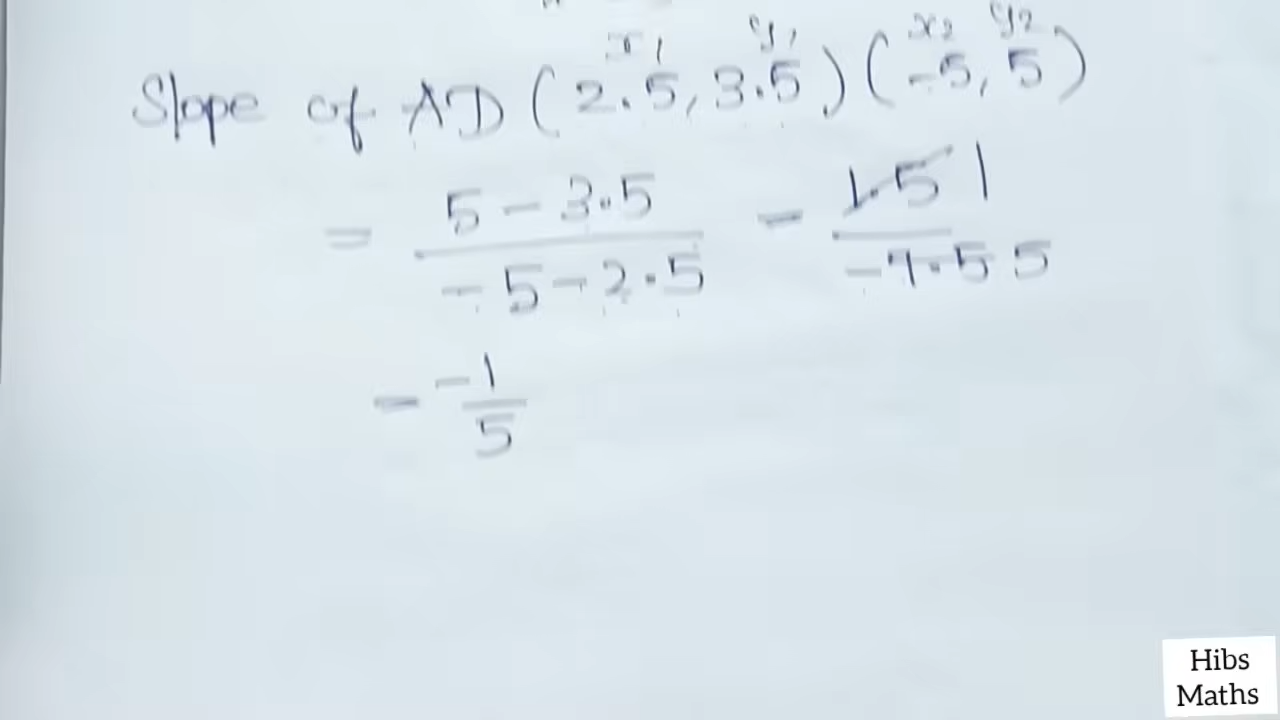 x1 y1 x2 y2
Slope of AD (2.5, 3.5) (-5, 5)
= 5 - 3.5 - 1.5 1
-5 - 2.5 -7.5 5
- -1
5
Hibs
Maths